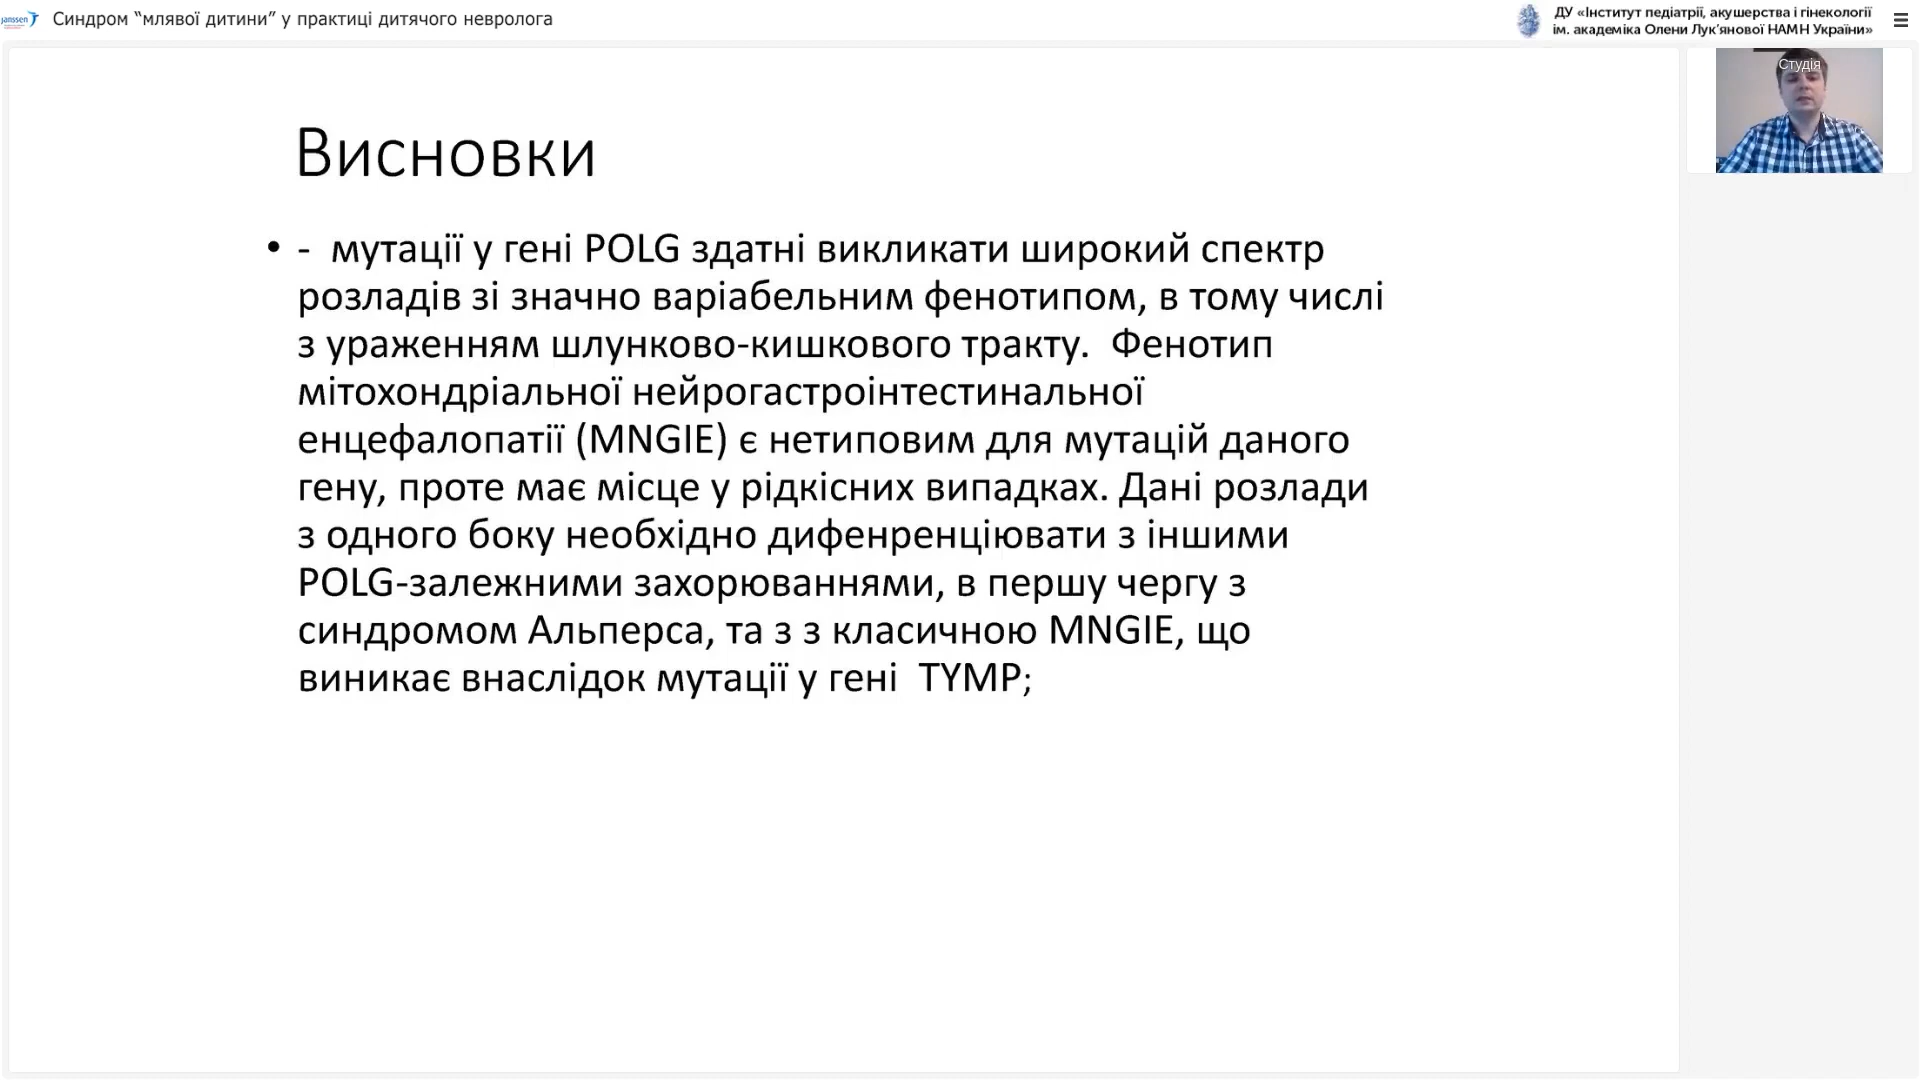 janssen
Синдром “млявої дитини” у практиці дитячого невролога
ДУ «Інститут педіатрії, акушерства і гінекології
ім. академіка Олени Лук'янової НАМН України»
Студія
Висновки
• - мутації у гені POLG здатні викликати широкий спектр
розладів зі значно варіабельним фенотипом, в тому числі
з ураженням шлунково-кишкового тракту. Фенотип
мітохондріальної нейрогастроінтестинальної
енцефалопатії (MNGIE) є нетиповим для мутацій даного
гену, проте має місце у рідкісних випадках. Дані розлади
з одного боку необхідно дифенренціювати з іншими
POLG-залежними захорюваннями, в першу чергу з
синдромом Альперса, та з з класичною MNGIE, що
виникає внаслідок мутації у гені TYMP;